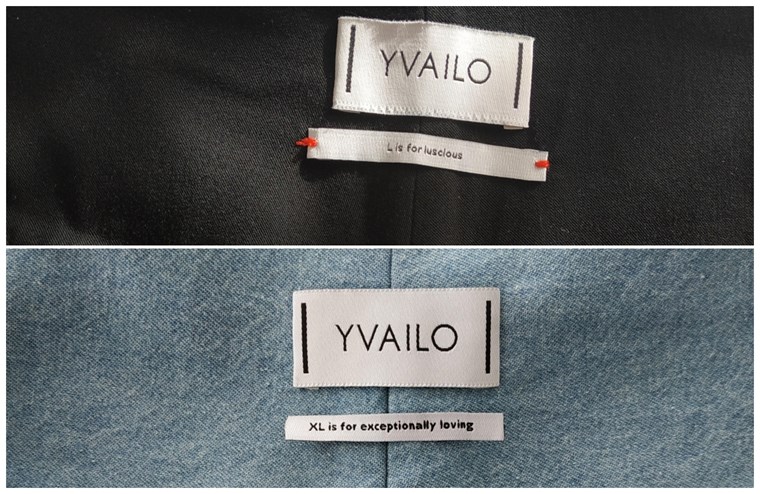 YVAILO
L is for luscious
YVAILO
XL is for exceptionally loving